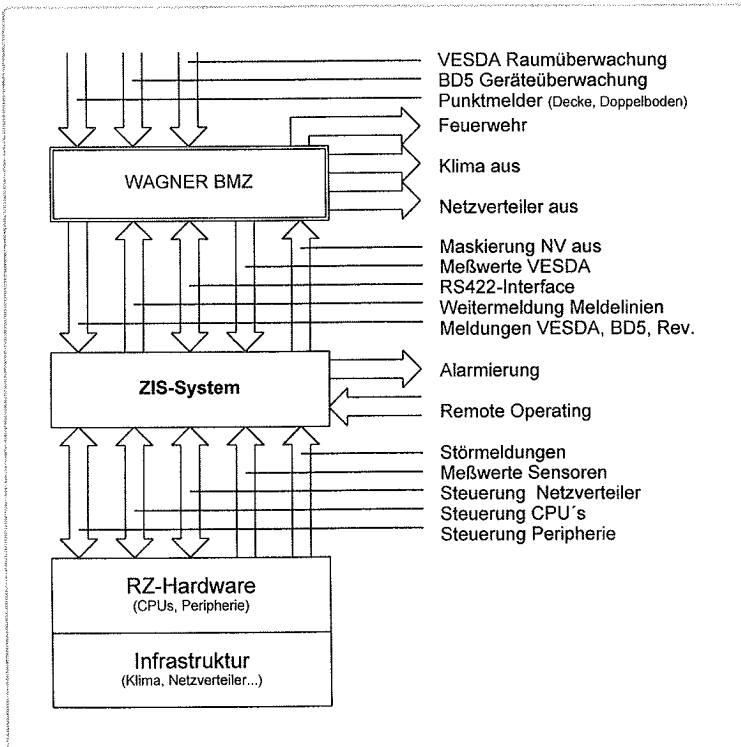 VESDA Raumüberwachung
BD5 Geräteüberwachung
Punktmelder (Decke, Doppelboden)
Feuerwehr
WAGNER BMZ
Klima aus
Netzverteiler aus
Maskierung NV aus
Meßwerte VESDA
RS422-Interface
Weitermeldung Meldelinien
Meldungen VESDA, BD5, Rev.
ZIS-System
Alarmierung
Remote Operating
Störmeldungen
Meßwerte Sensoren
Steuerung Netzverteiler
Steuerung CPU´s
Steuerung Peripherie
RZ-Hardware
(CPUs, Peripherie)
Infrastruktur
(Klima, Netzverteiler...)